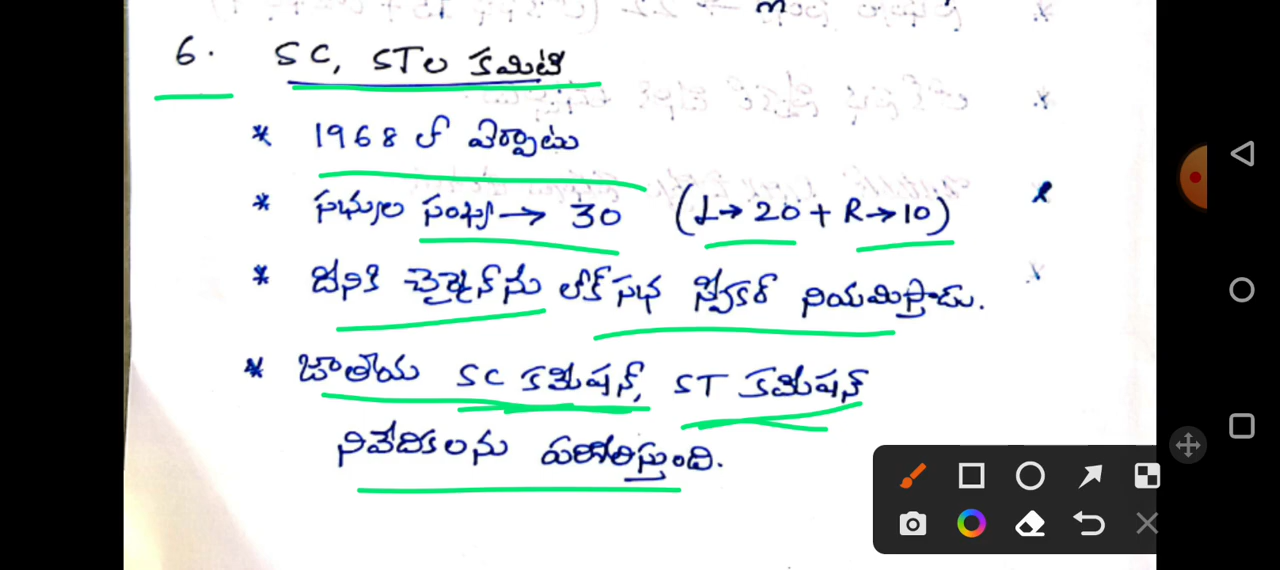 6. SC, STల కమిటీ
* 1968 లో ఏర్పాటు
* సభ్యుల సంఖ్య → 30 (L→ 20 + R→10)
* దీనికి చైర్మన్‌ను లోక్‌సభ స్పీకర్ నియమిస్తాడు.
* జాతీయ SC కమీషన్, ST కమీషన్
నివేదికలను పరిశీలిస్తుంది.